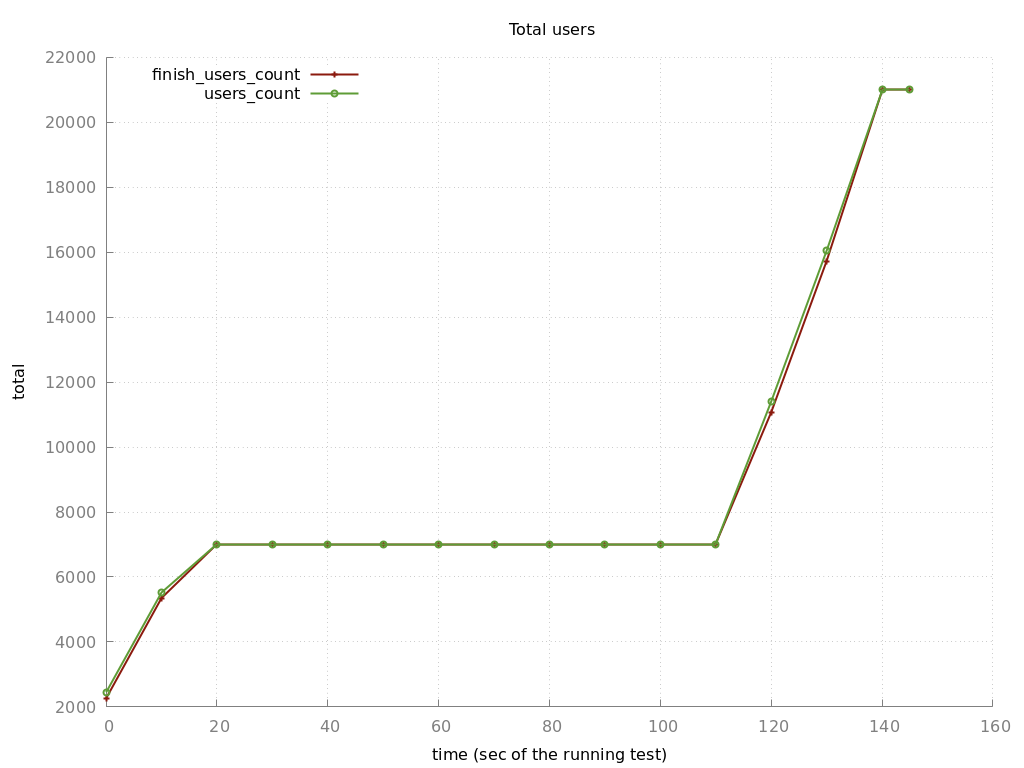 Total users
22000
20000
18000
16000
14000
12000
10000
8000
6000
4000
2000
finish_users_count
users_count
total
0 20 40 60 80 100 120 140 160
time (sec of the running test)